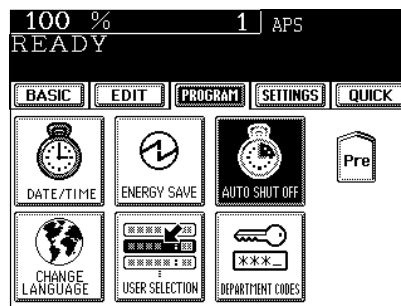 100 % 1 APS
READY
BASIC EDIT PROGRAM SETTINGS QUICK
DATE/TIME ENERGY SAVE AUTO SHUT OFF Pre
CHANGE LANGUAGE USER SELECTION DEPARTMENT CODES
***_